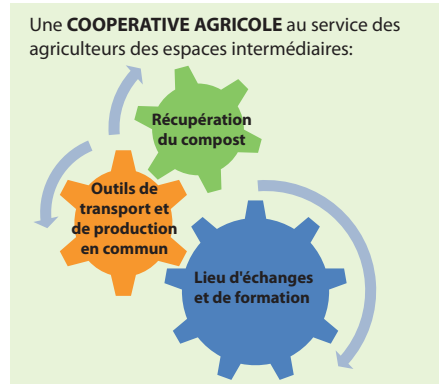 Une COOPERATIVE AGRICOLE au service des
agriculteurs des espaces intermédiaires:
Récupération
du compost
Outils de
transport et
de production
en commun
Lieu d'échanges
et de formation